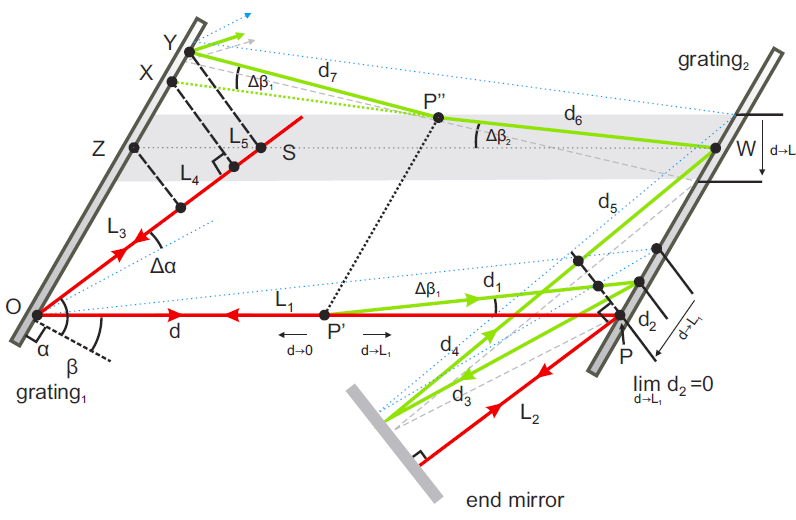 Y
X
d₇
Δβ₁
grating₂
P''
d₆
Z
L₅
S
Δβ₂
W
d→L
L₄
d₅
L₃
Δα
Δβ₁
d₁
O
L₁
d
P'
d→0
d→L₁
d₂
d→L₁
α
β
d₄
P
grating₁
d₃
lim d₂=0
d→L₁
L₂
end mirror